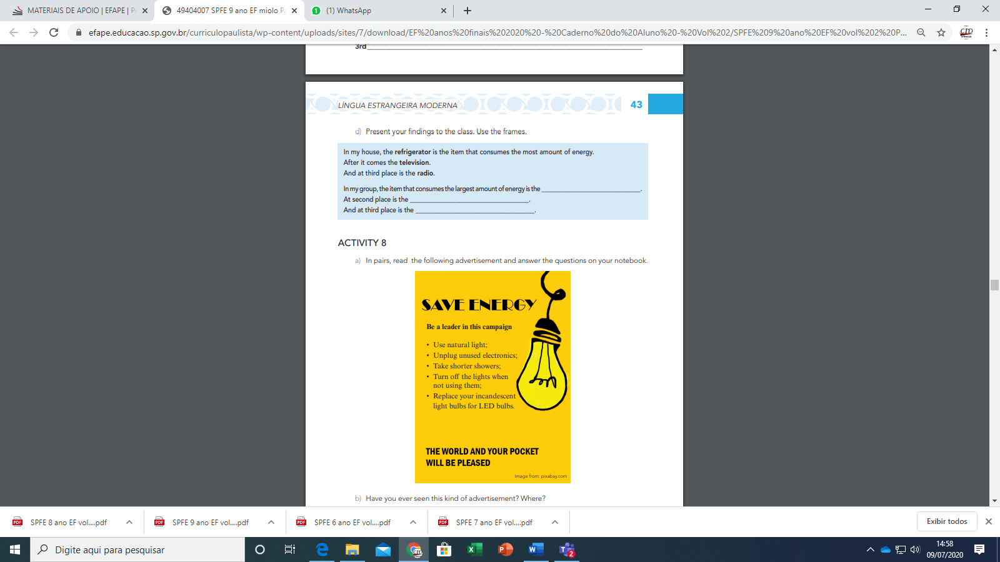 MATERIAIS DE APOIO | EFAPE |
49404007 SPFE 9 ano EF miolo
(1) WhatsApp
efape.educacao.sp.gov.br/curriculopaulista/wp-content/uploads/sites/7/download/EF%20anos%20finais%202020%20-%20Caderno%20do%20Aluno%20-%20Vol%202/SPFE%209%20ano%20EF%20vol%202%20P...
3rd
LÍNGUA ESTRANGEIRA MODERNA
43
d) Present your findings to the class. Use the frames.
In my house, the refrigerator is the item that consumes the most amount of energy.
After it comes the television.
And at third place is the radio.
In my group, the item that consumes the largest amount of energy is the ____.
At second place is the ____.
And at third place is the ____.
ACTIVITY 8
a) In pairs, read the following advertisement and answer the questions on your notebook.
SAVE ENERGY
Be a leader in this campaign
• Use natural light;
• Unplug unused electronics;
• Take shorter showers;
• Turn off the lights when
not using them;
• Replace your incandescent
light bulbs for LED bulbs.
THE WORLD AND YOUR POCKET
WILL BE PLEASED
Image from: pixabay.com
b) Have you ever seen this kind of advertisement? Where?
SPFE 8 ano EF vol....pdf
SPFE 9 ano EF vol....pdf
SPFE 6 ano EF vol....pdf
SPFE 7 ano EF vol....pdf
Exibir todos
Digite aqui para pesquisar
14:58
09/07/2020